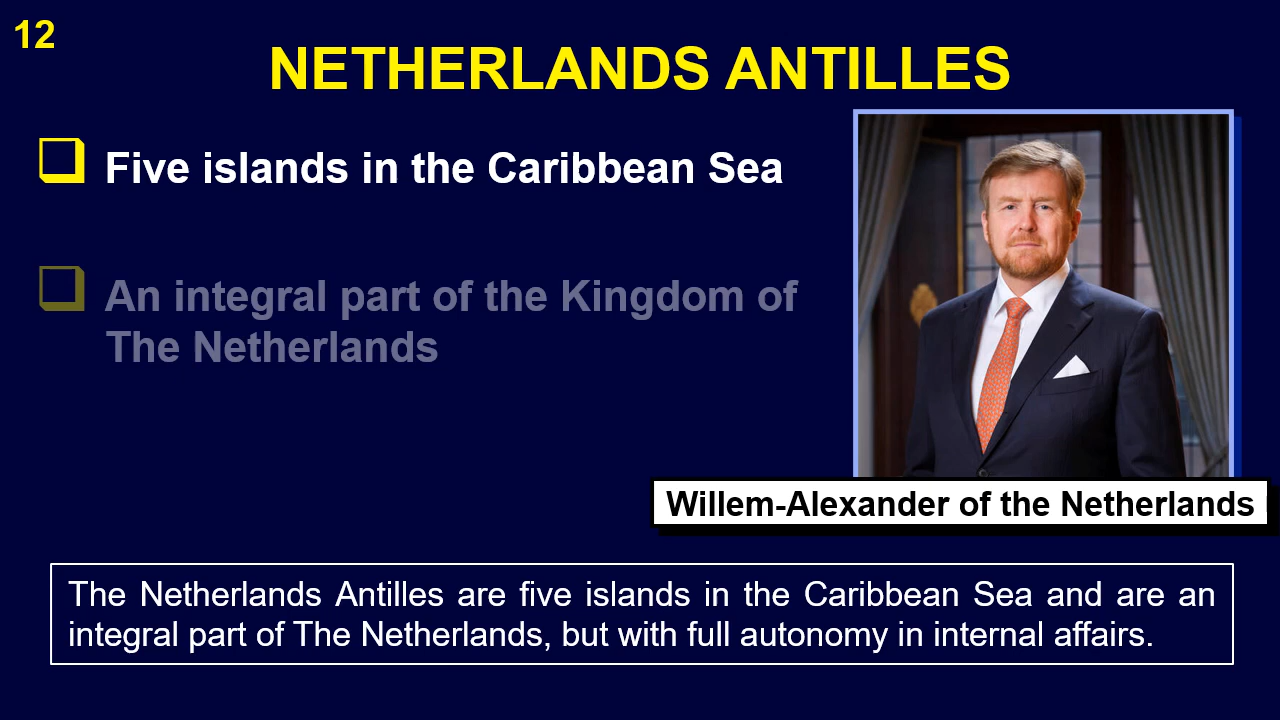 12
NETHERLANDS ANTILLES
Five islands in the Caribbean Sea
An integral part of the Kingdom of
The Netherlands
Willem-Alexander of the Netherlands
The Netherlands Antilles are five islands in the Caribbean Sea and are an
integral part of The Netherlands, but with full autonomy in internal affairs.